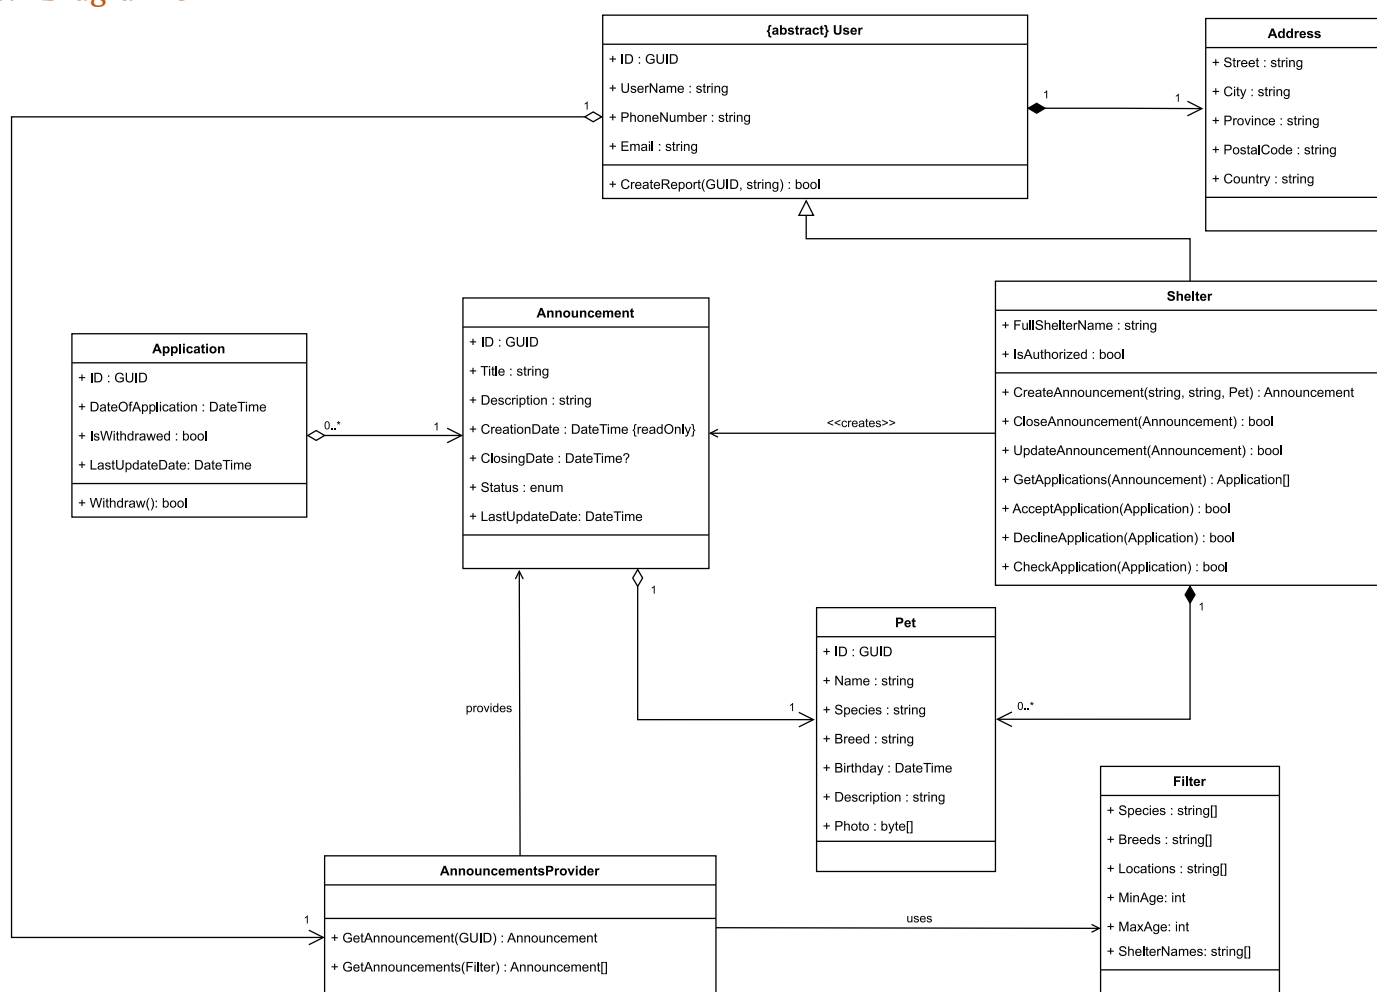 {abstract} User
+ ID : GUID
+ UserName : string
+ PhoneNumber : string
+ Email : string
+ CreateReport(GUID, string) : bool
Address
+ Street : string
+ City : string
+ Province : string
+ PostalCode : string
+ Country : string
1
1
1
Shelter
+ FullShelterName : string
+ IsAuthorized : bool
+ CreateAnnouncement(string, string, Pet) : Announcement
+ CloseAnnouncement(Announcement) : bool
+ UpdateAnnouncement(Announcement) : bool
+ GetApplications(Announcement) : Application[]
+ AcceptApplication(Application) : bool
+ DeclineApplication(Application) : bool
+ CheckApplication(Application) : bool
Announcement
+ ID : GUID
+ Title : string
+ Description : string
+ CreationDate : DateTime {readOnly}
+ ClosingDate : DateTime?
+ Status : enum
+ LastUpdateDate: DateTime
Application
+ ID : GUID
+ DateOfApplication : DateTime
+ IsWithdrawed : bool
+ LastUpdateDate: DateTime
+ Withdraw(): bool
0..*
1
<<creates>>
1
1
Pet
+ ID : GUID
+ Name : string
+ Species : string
+ Breed : string
+ Birthday : DateTime
+ Description : string
+ Photo : byte[]
1
0..*
provides
Filter
+ Species : string[]
+ Breeds : string[]
+ Locations : string[]
+ MinAge: int
+ MaxAge: int
+ ShelterNames: string[]
AnnouncementsProvider
+ GetAnnouncement(GUID) : Announcement
+ GetAnnouncements(Filter) : Announcement[]
1
uses